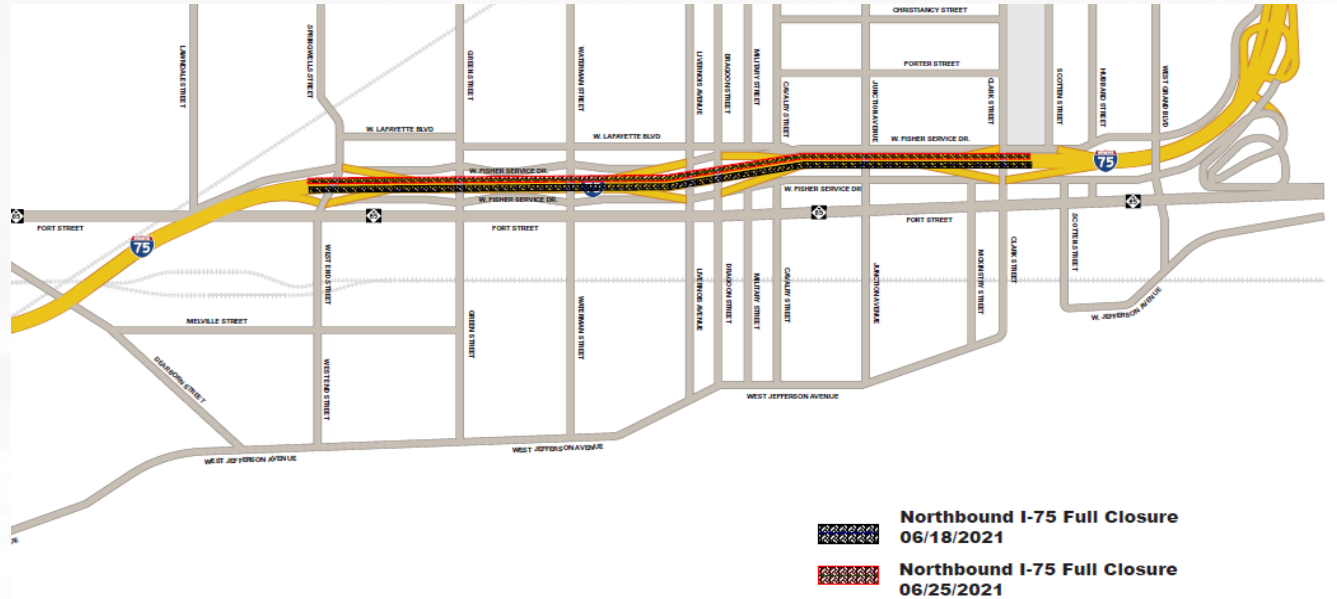 CHRISTIANCY STREET
PORTER STREET
LAWNDALE STREET
SPRINGWELLS STREET
GREEN STREET
WATERMAN STREET
LIVERNOIS AVENUE
DRAGOON STREET
MILITARY STREET
CAVALRY STREET
JUNCTION AVENUE
CLARK STREET
SCOTTEN STREET
HUBBARD STREET
WEST GRAND BLVD
W. LAFAYETTE BLVD
W. LAFAYETTE BLVD
W. FISHER SERVICE DR.
75
W. FISHER SERVICE DR.
W. FISHER SERVICE DR
W. FISHER SERVICE DR.
85
85
85
85
FORT STREET
FORT STREET
FORT STREET
75
WEST END STREET
LIVERNOIS AVENUE
DRAGOON STREET
MILITARY STREET
CAVALRY STREET
JUNCTION AVENUE
MCKINSTRY STREET
CLARK STREET
SCOTTEN STREET
W. JEFFERSON AVENUE
MELVILLE STREET
GREEN STREET
WATERMAN STREET
DEARBORN STREET
WEST END STREET
WEST JEFFERSON AVENUE
WEST JEFFERSON AVENUE
WEST JEFFERSON AVENUE
Northbound I-75 Full Closure
06/18/2021
Northbound I-75 Full Closure
06/25/2021